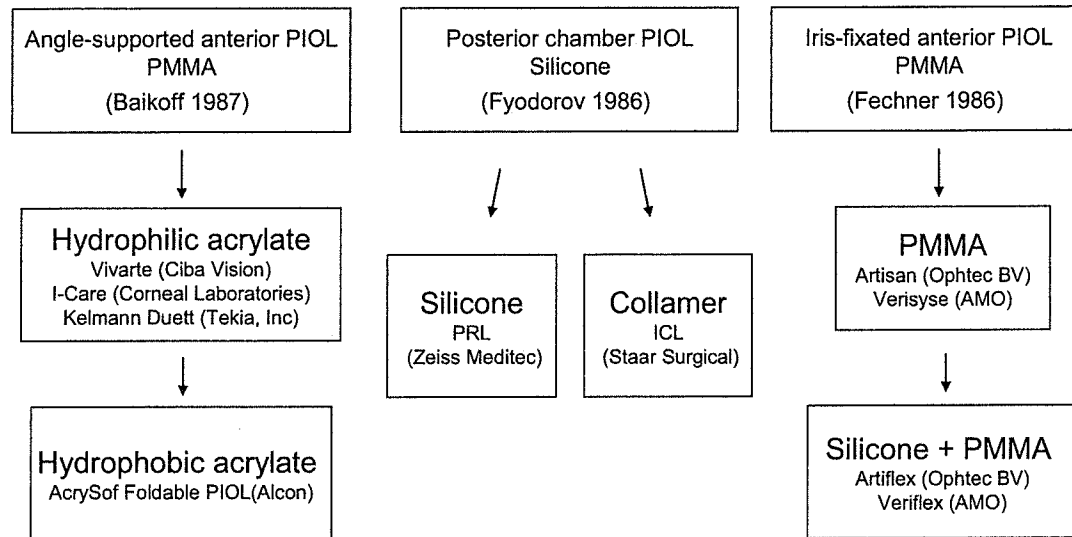 Angle-supported anterior PIOL
PMMA
(Baikoff 1987)
Posterior chamber PIOL
Silicone
(Fyodorov 1986)
Iris-fixated anterior PIOL
PMMA
(Fechner 1986)
Hydrophilic acrylate
Vivarte (Ciba Vision)
I-Care (Corneal Laboratories)
Kelmann Duett (Tekia, Inc)
Silicone
PRL
(Zeiss Meditec)
Collamer
ICL
(Staar Surgical)
PMMA
Artisan (Ophtec BV)
Verisyse (AMO)
Hydrophobic acrylate
AcrySof Foldable PIOL(Alcon)
Silicone + PMMA
Artiflex (Ophtec BV)
Veriflex (AMO)